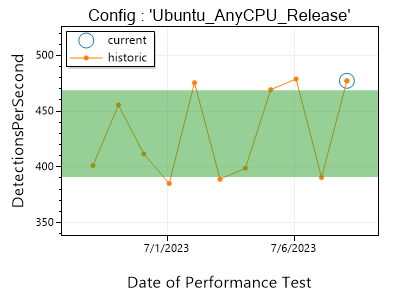 Config : 'Ubuntu_AnyCPU_Release'
current
historic
DetectionsPerSecond
500
450
400
350
7/1/2023
7/6/2023
Date of Performance Test